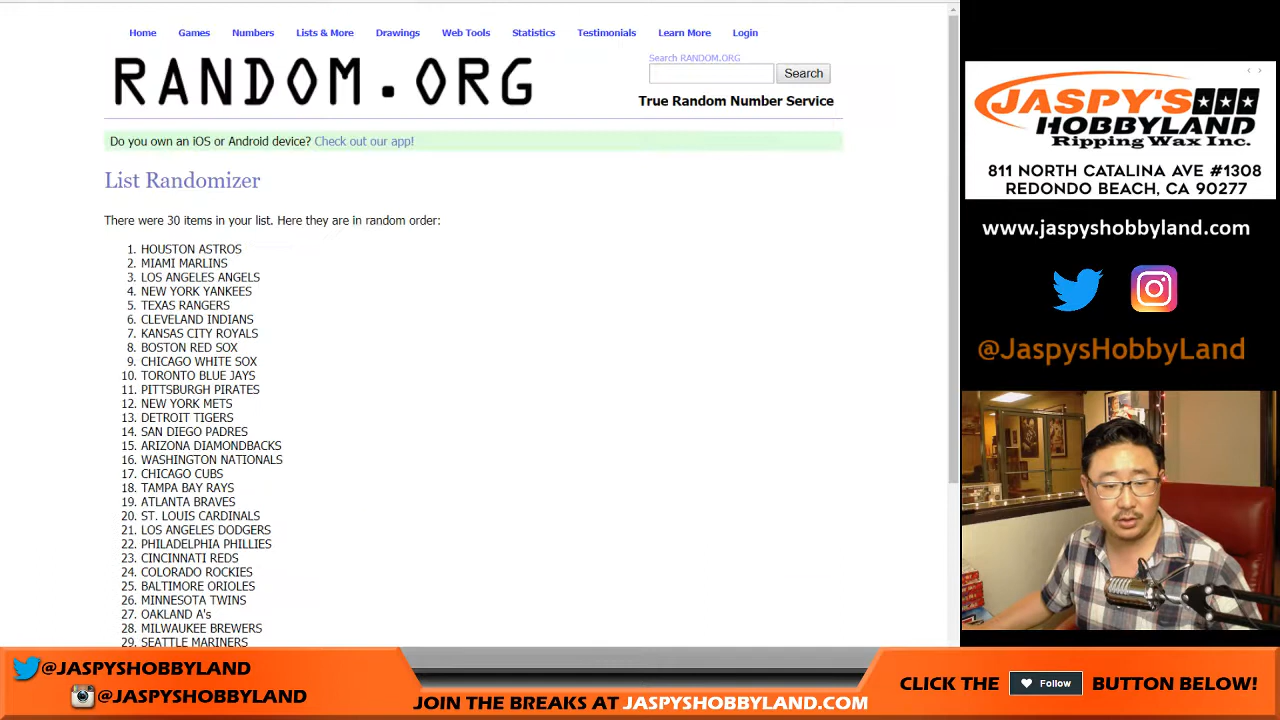 Home Games Numbers Lists & More Drawings Web Tools Statistics Testimonials Learn More Login
RANDOM.ORG
Search RANDOM.ORG
Search
True Random Number Service
Do you own an iOS or Android device? Check out our app!
List Randomizer
There were 30 items in your list. Here they are in random order:
1. HOUSTON ASTROS
2. MIAMI MARLINS
3. LOS ANGELES ANGELS
4. NEW YORK YANKEES
5. TEXAS RANGERS
6. CLEVELAND INDIANS
7. KANSAS CITY ROYALS
8. BOSTON RED SOX
9. CHICAGO WHITE SOX
10. TORONTO BLUE JAYS
11. PITTSBURGH PIRATES
12. NEW YORK METS
13. DETROIT TIGERS
14. SAN DIEGO PADRES
15. ARIZONA DIAMONDBACKS
16. WASHINGTON NATIONALS
17. CHICAGO CUBS
18. TAMPA BAY RAYS
19. ATLANTA BRAVES
20. ST. LOUIS CARDINALS
21. LOS ANGELES DODGERS
22. PHILADELPHIA PHILLIES
23. CINCINNATI REDS
24. COLORADO ROCKIES
25. BALTIMORE ORIOLES
26. MINNESOTA TWINS
27. OAKLAND A's
28. MILWAUKEE BREWERS
29. SEATTLE MARINERS
JASPY'S
HOBBYLAND
Ripping Wax Inc.
811 NORTH CATALINA AVE #1308
REDONDO BEACH, CA 90277
www.jaspyshobbyland.com
@JaspysHobbyLand
@JASPYSHOBBYLAND
@JASPYSHOBBYLAND
JOIN THE BREAKS AT JASPYSHOBBYLAND.COM
CLICK THE Follow BUTTON BELOW!